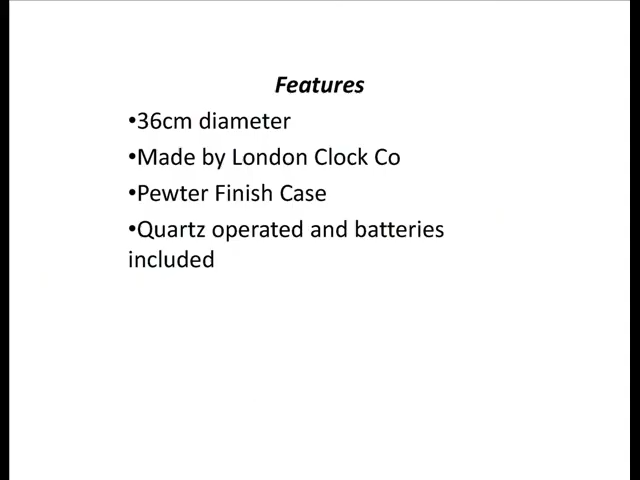 Features
•36cm diameter
•Made by London Clock Co
•Pewter Finish Case
•Quartz operated and batteries
included